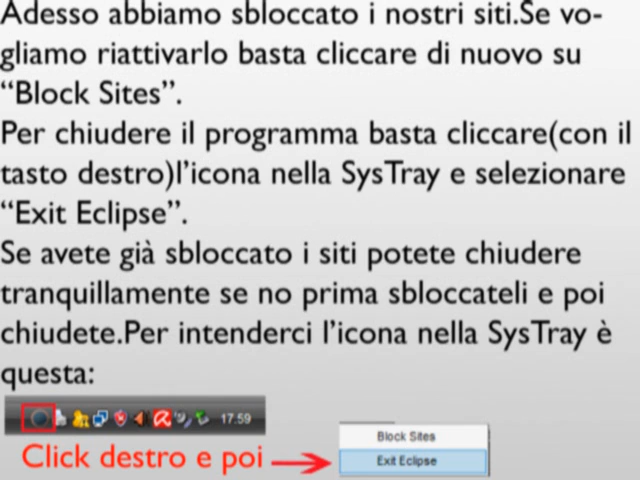 Adesso abbiamo sbloccato i nostri siti.Se vo-
gliamo riattivarlo basta cliccare di nuovo su
“Block Sites”.
Per chiudere il programma basta cliccare(con il
tasto destro)l’icona nella SysTray e selezionare
“Exit Eclipse”.
Se avete già sbloccato i siti potete chiudere
tranquillamente se no prima sbloccateli e poi
chiudete.Per intenderci l’icona nella SysTray è
questa:
17.59
Block Sites
Click destro e poi
Exit Eclipse